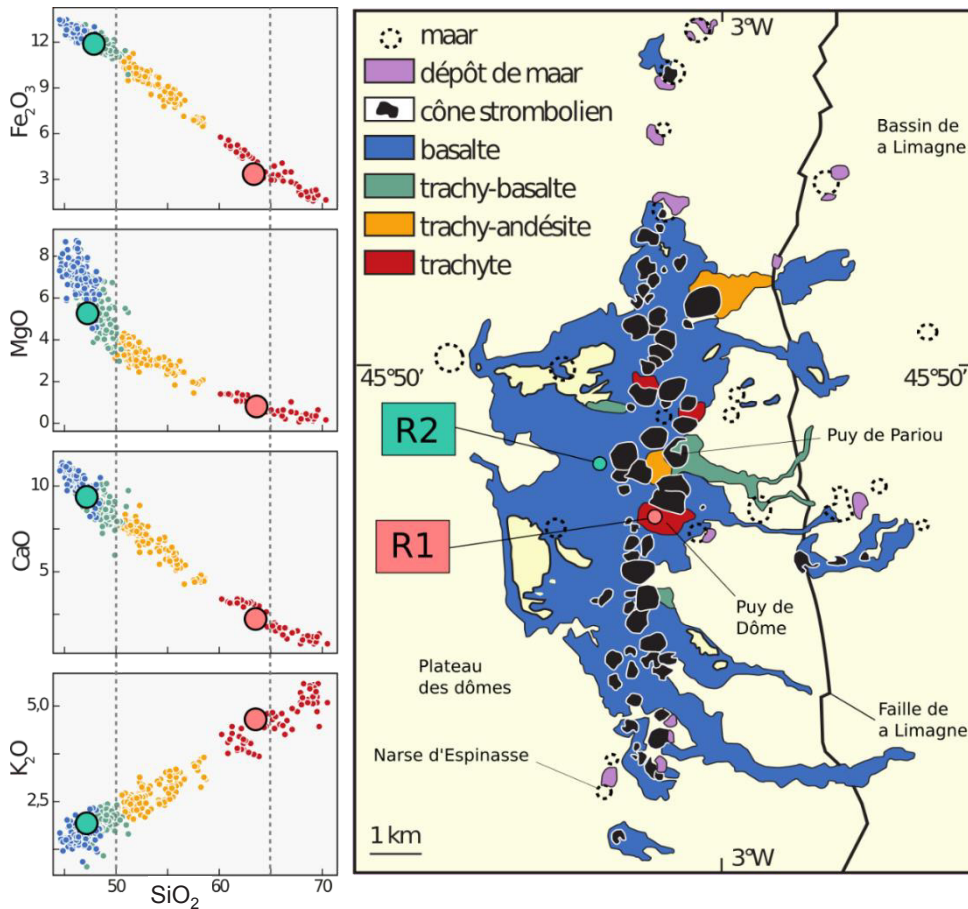 Fe2O3
12
9
6
3
MgO
8
6
4
2
0
CaO
10
5
K2O
5,0
2,5
50
60
70
SiO2
maar
dépôt de maar
cône strombolien
basalte
trachy-basalte
trachy-andésite
trachyte
3°W
Bassin de
a Limagne
45°50’
45°50’
R2
R1
Puy de Pariou
Puy de
Dôme
Plateau
des dômes
Faille de
a Limagne
Narse d'Espinasse
1 km
3°W